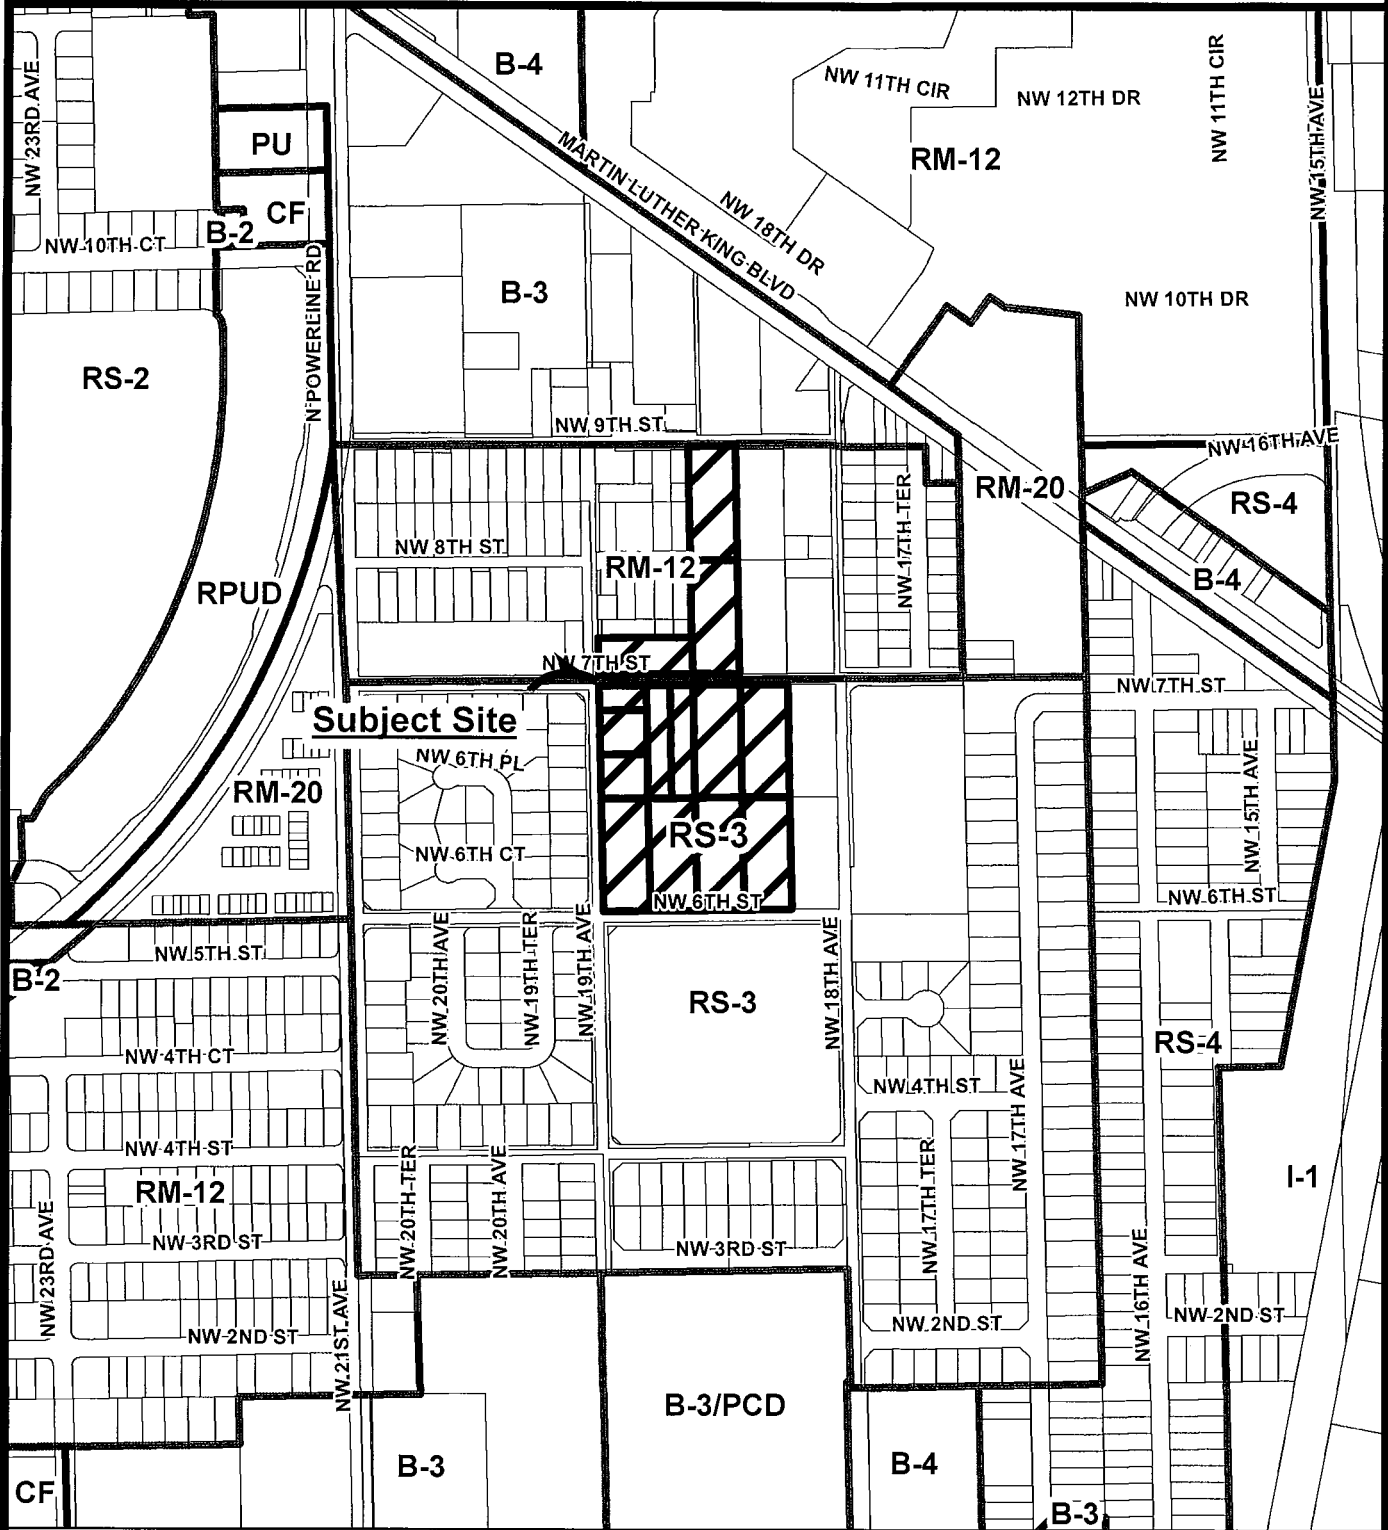 B-4
NW 11TH CIR
NW 12TH DR
NW 11TH CIR
NW 15TH AVE
NW 23RD AVE
PU
MARTIN LUTHER KING BLVD
RM-12
CF
NW 18TH DR
B-2
NW 10TH CT
N POWERLINE RD
B-3
NW 10TH DR
RS-2
NW 9TH ST
NW 16TH AVE
RM-20
RS-4
NW 17TH TER
NW 8TH ST
RM-12
B-4
RPUD
NW 7TH ST
NW 7TH ST
Subject Site
NW 6TH PL
RM-20
NW 15TH AVE
RS-3
NW 6TH CT
NW 6TH ST
NW 6TH ST
NW 5TH ST
NW 20TH AVE
NW 19TH TER
NW 19TH AVE
NW 18TH AVE
B-2
RS-3
RS-4
NW 4TH CT
NW 4TH ST
NW 17TH AVE
NW 4TH ST
RM-12
NW 20TH TER
NW 20TH AVE
NW 17TH TER
I-1
NW 23RD AVE
NW 3RD ST
NW 3RD ST
NW 16TH AVE
NW 2ND ST
NW 2ND ST
NW 2ND ST
NW 21ST AVE
B-3/PCD
B-3
B-4
CF
B-3